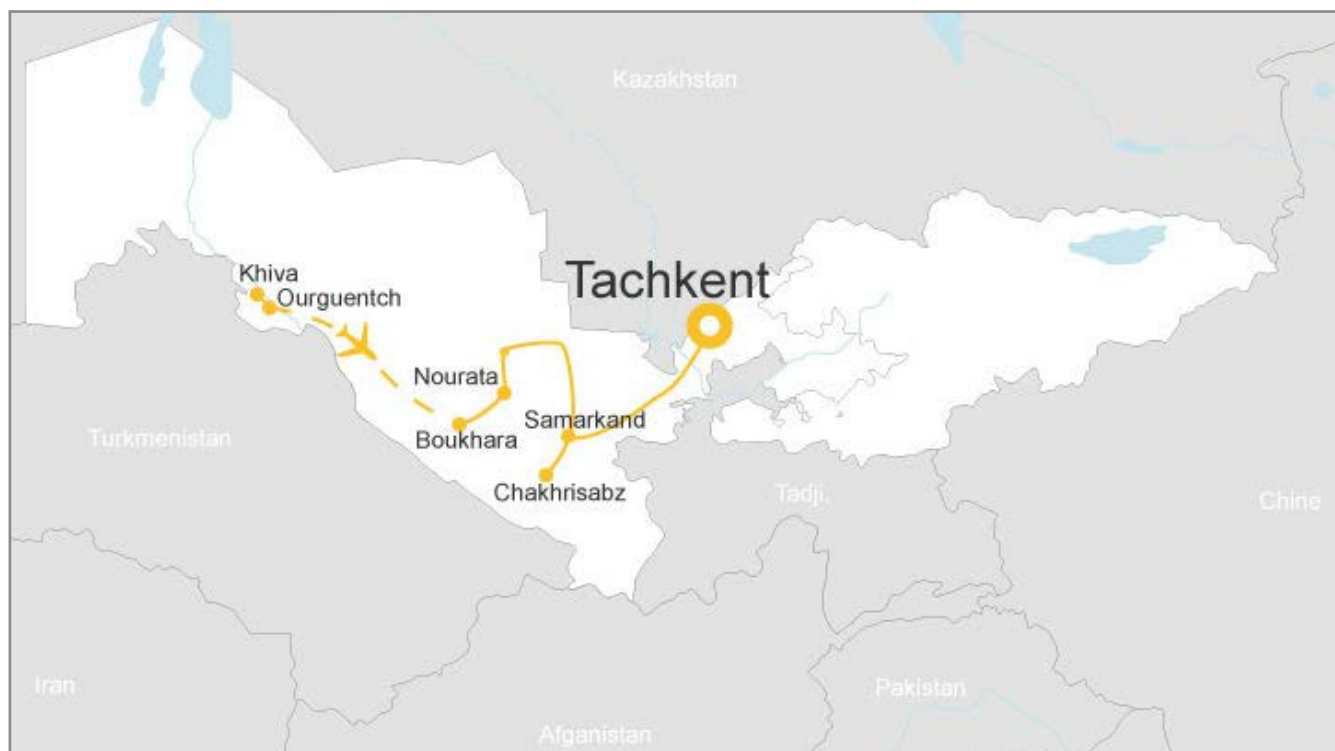 Kazakhstan
Khiva
Ourguentch
Tachkent
Nourata
Boukhara
Samarkand
Chakhrisabz
Turkmenistan
Tadji.
Chine
Iran
Afganistan
Pakistan